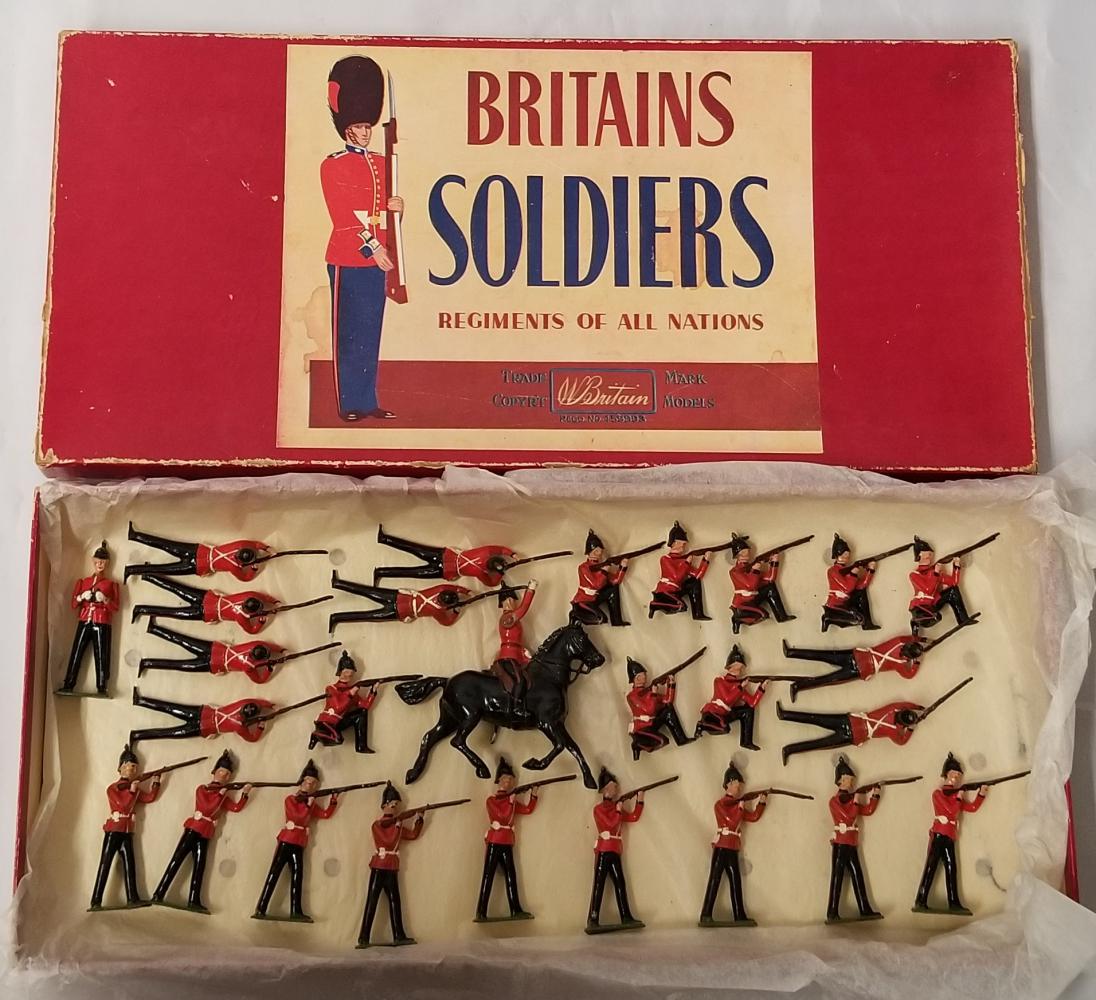 BRITAINS
SOLDIERS
REGIMENTS OF ALL NATIONS
TRADE MARK
COPYRT MODELS
W Britain